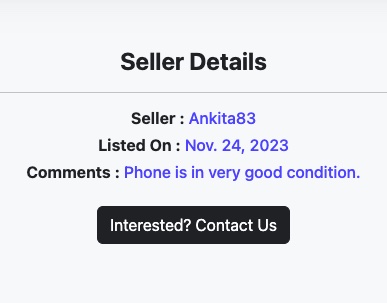 Seller Details
Seller : Ankita83
Listed On : Nov. 24, 2023
Comments : Phone is in very good condition.
Interested? Contact Us